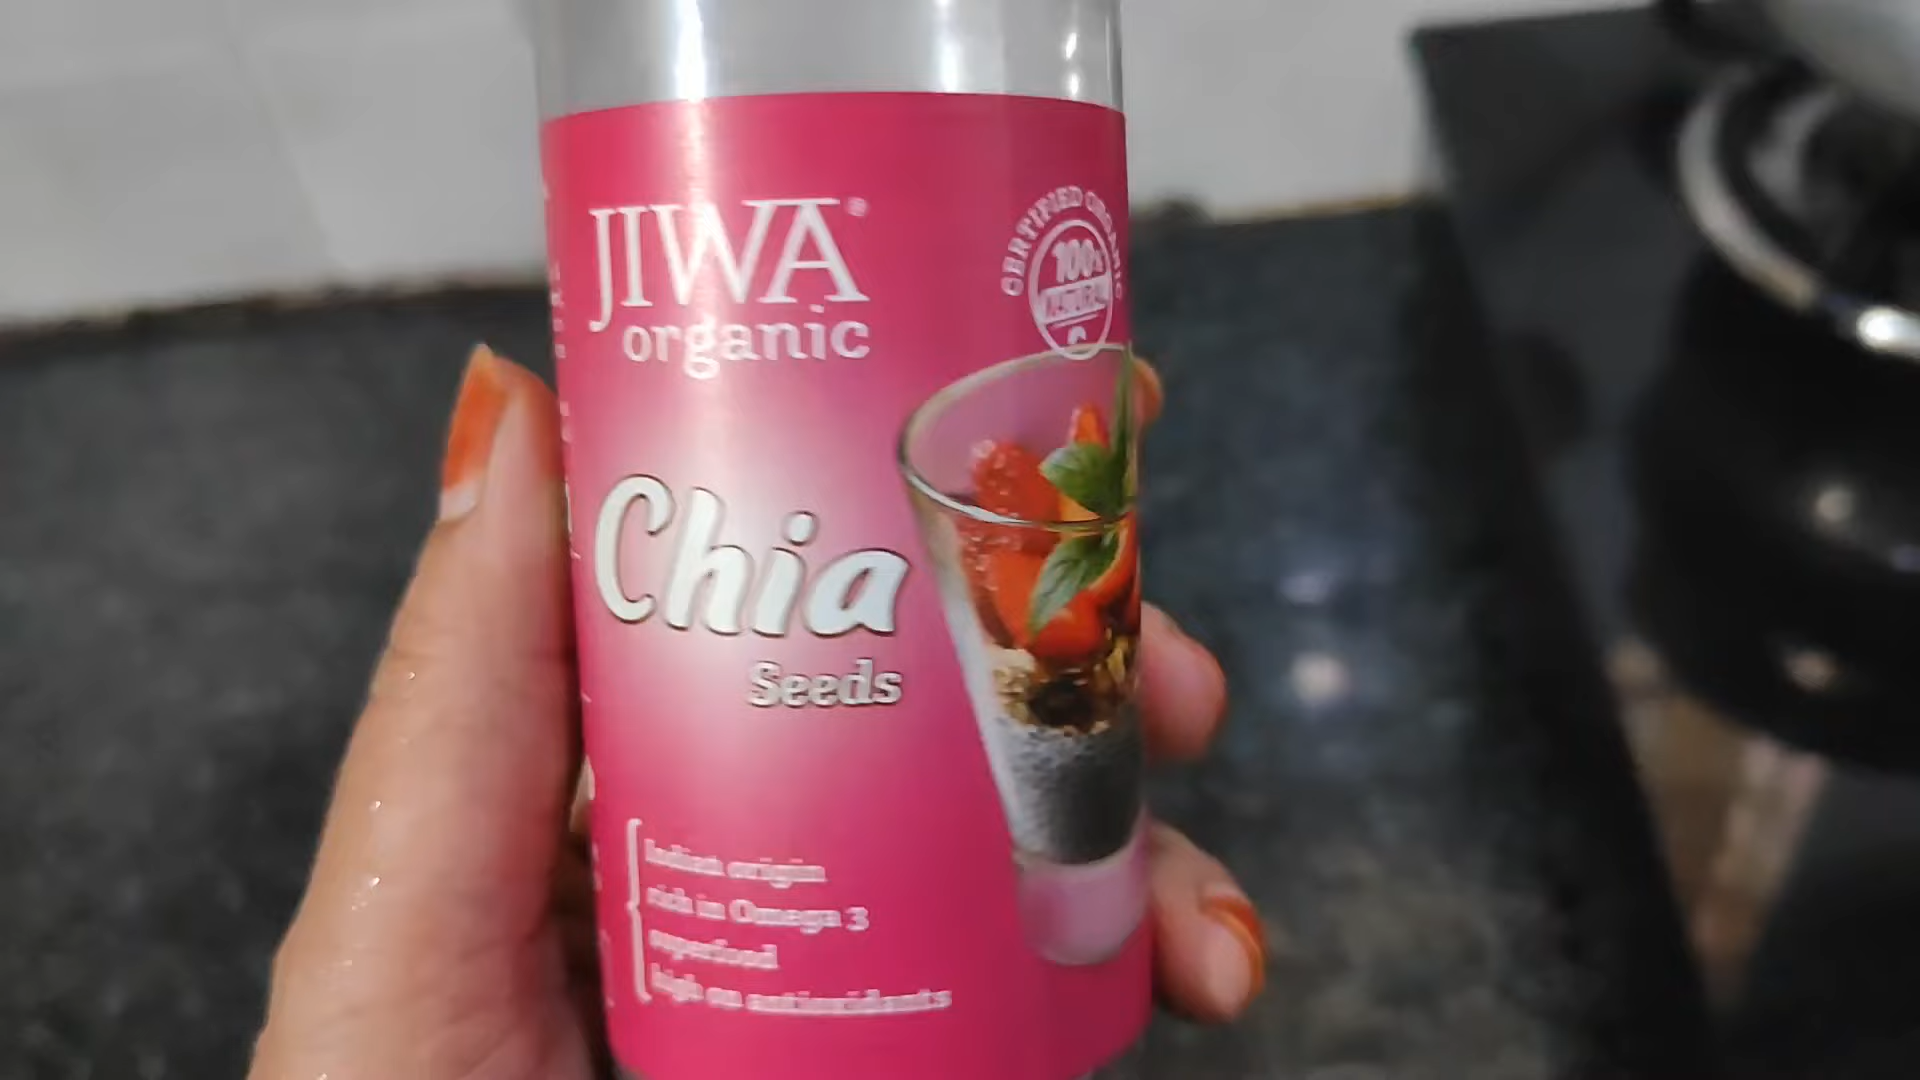 JIWA®
organic
CERTIFIED ORGANIC
100%
NATURAL
Chia
Seeds
Indian origin
rich in Omega 3
superfood
high on antioxidants